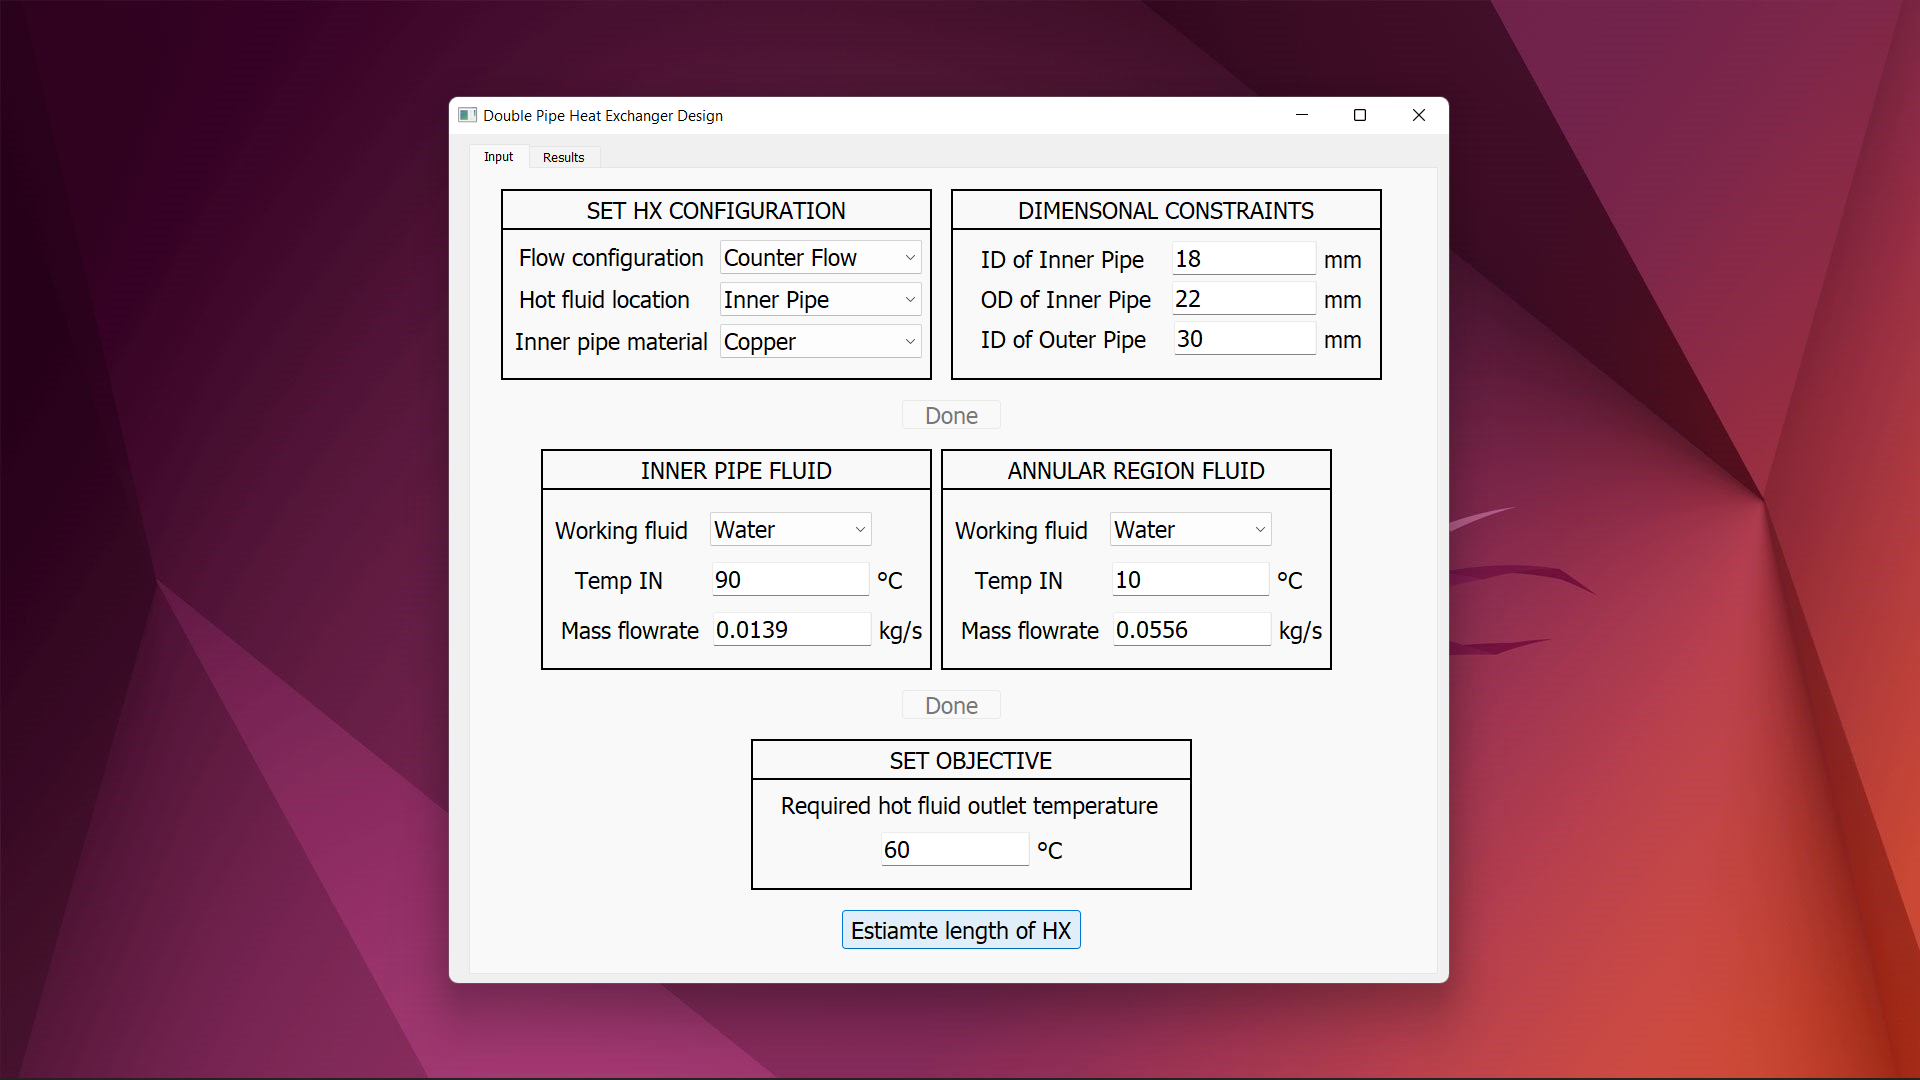 Double Pipe Heat Exchanger Design
Input Results
SET HX CONFIGURATION
Flow configuration Counter Flow
Hot fluid location Inner Pipe
Inner pipe material Copper
DIMENSONAL CONSTRAINTS
ID of Inner Pipe 18 mm
OD of Inner Pipe 22 mm
ID of Outer Pipe 30 mm
Done
INNER PIPE FLUID
Working fluid Water
Temp IN 90 °C
Mass flowrate 0.0139 kg/s
ANNULAR REGION FLUID
Working fluid Water
Temp IN 10 °C
Mass flowrate 0.0556 kg/s
Done
SET OBJECTIVE
Required hot fluid outlet temperature
60 °C
Estiamte length of HX